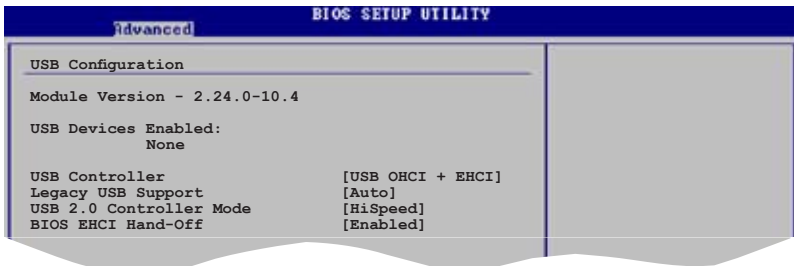 BIOS SETUP UTILITY
Advanced
USB Configuration
Module Version - 2.24.0-10.4
USB Devices Enabled:
None
USB Controller [USB OHCI + EHCI]
Legacy USB Support [Auto]
USB 2.0 Controller Mode [HiSpeed]
BIOS EHCI Hand-Off [Enabled]